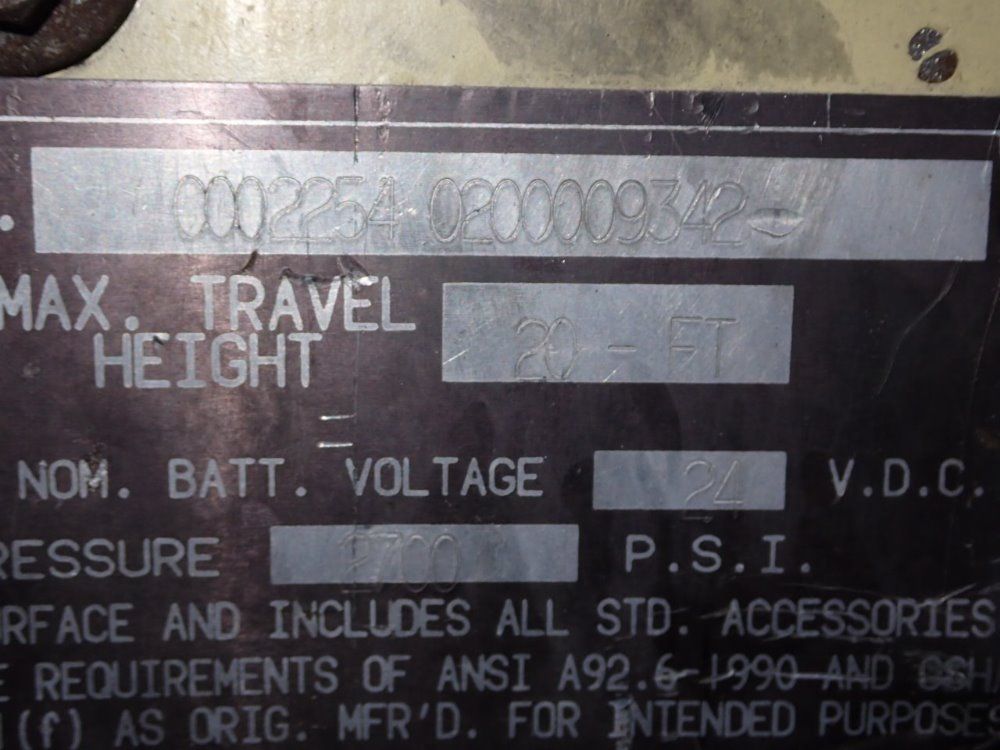 . 0002254 0200009342-
MAX. TRAVEL 20 - FT
HEIGHT
NOM. BATT. VOLTAGE 24 V.D.C.
RESSURE 2700 P.S.I.
RFACE AND INCLUDES ALL STD. ACCESSORIES
E REQUIREMENTS OF ANSI A92.6-1990 AND
(f) AS ORIG. MFR'D. FOR INTENDED PURPOSES